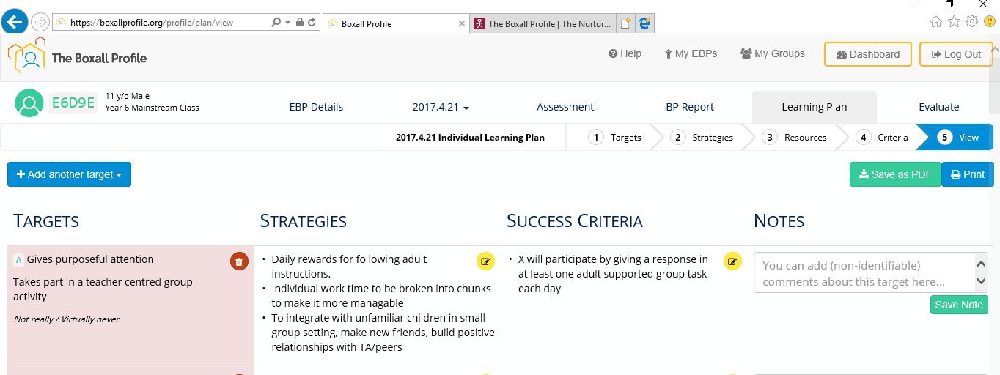 https://boxallprofile.org/profile/plan/view
Boxall Profile
The Boxall Profile | The Nurtur...
The Boxall Profile
Help
My EBPs
My Groups
Dashboard
Log Out
E6D9E
11 y/o Male
Year 6 Mainstream Class
EBP Details
2017.4.21
Assessment
BP Report
Learning Plan
Evaluate
2017.4.21 Individual Learning Plan
1 Targets
2 Strategies
3 Resources
4 Criteria
5 View
+ Add another target
Save as PDF
Print
TARGETS
STRATEGIES
SUCCESS CRITERIA
NOTES
A Gives purposeful attention
Takes part in a teacher centred group
activity
Not really / Virtually never
• Daily rewards for following adult
instructions.
• Individual work time to be broken into chunks
to make it more managable
• To integrate with unfamiliar children in small
group setting, make new friends, build positive
relationships with TA/peers
• X will participate by giving a response in
at least one adult supported group task
each day
You can add (non-identifiable)
comments about this target here...
Save Note